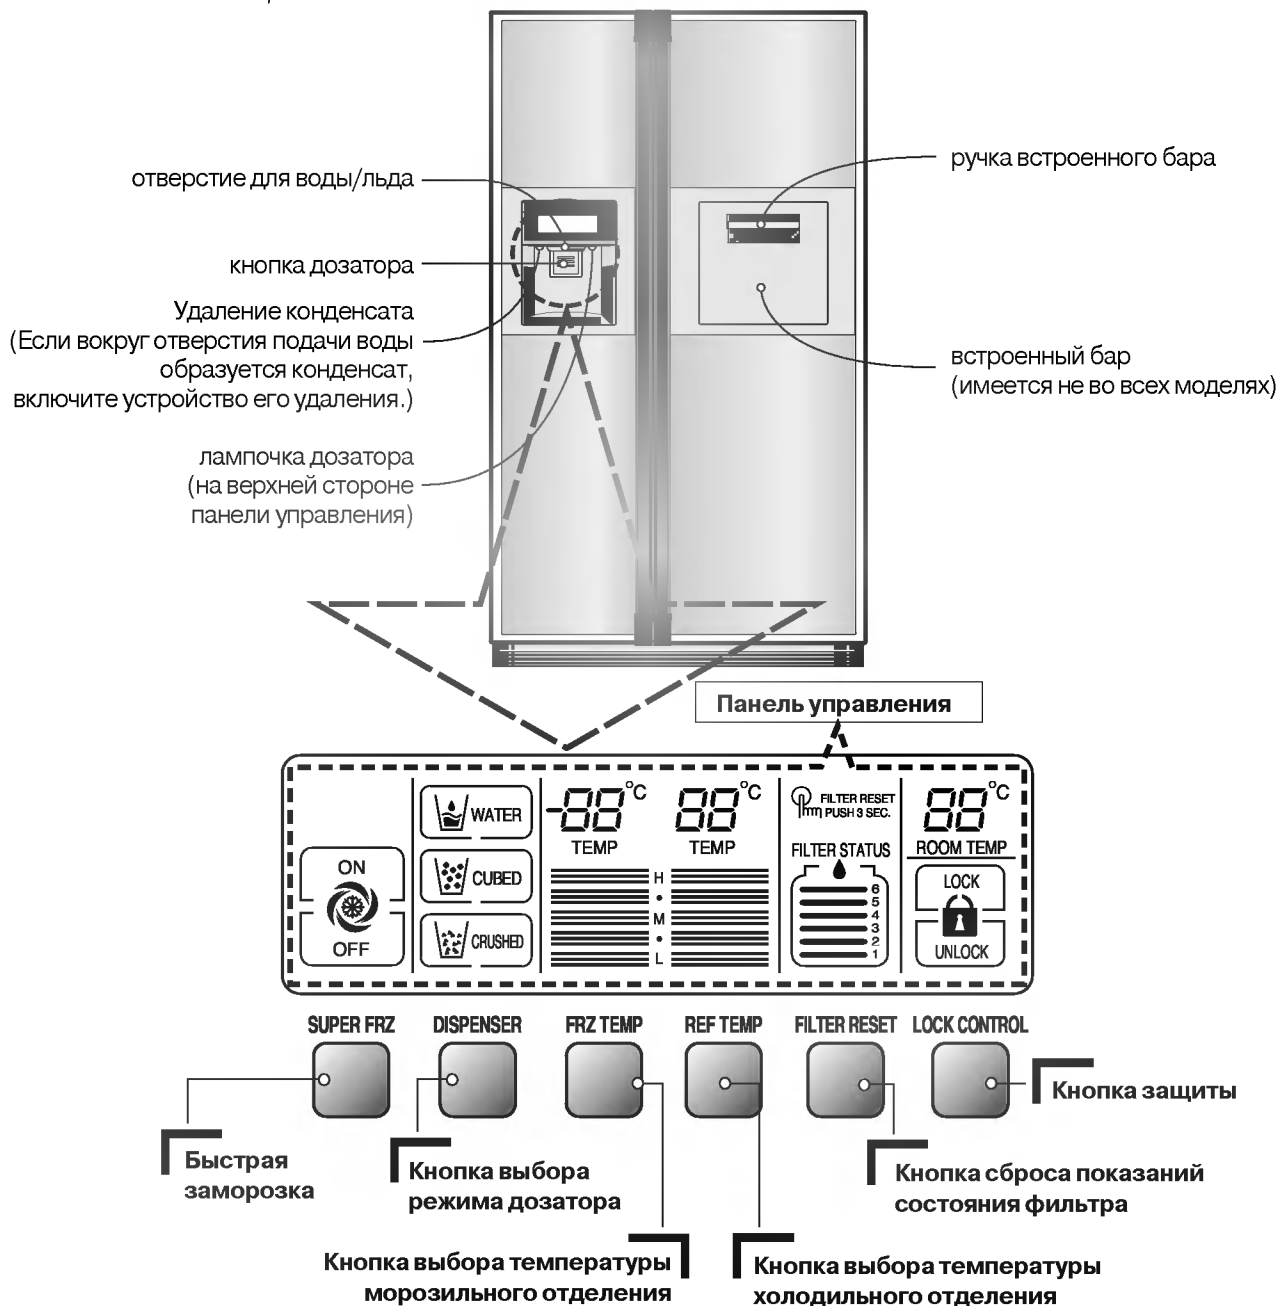 отверстие для воды/льда
кнопка дозатора
Удаление конденсата
(Если вокруг отверстия подачи воды
образуется конденсат,
включите устройство его удаления.)
лампочка дозатора
(на верхней стороне
панели управления)
ручка встроенного бара
встроенный бар
(имеется не во всех моделях)
Панель управления
ON
OFF
WATER
CUBED
CRUSHED
-88°C
TEMP
88°C
TEMP
H
M
L
FILTER RESET
PUSH 3 SEC.
FILTER STATUS
6
5
4
3
2
1
88°C
ROOM TEMP
LOCK
UNLOCK
SUPER FRZ
DISPENSER
FRZ TEMP
REF TEMP
FILTER RESET
LOCK CONTROL
Кнопка защиты
Быстрая
заморозка
Кнопка выбора
режима дозатора
Кнопка сброса показаний
состояния фильтра
Кнопка выбора температуры
морозильного отделения
Кнопка выбора температуры
холодильного отделения